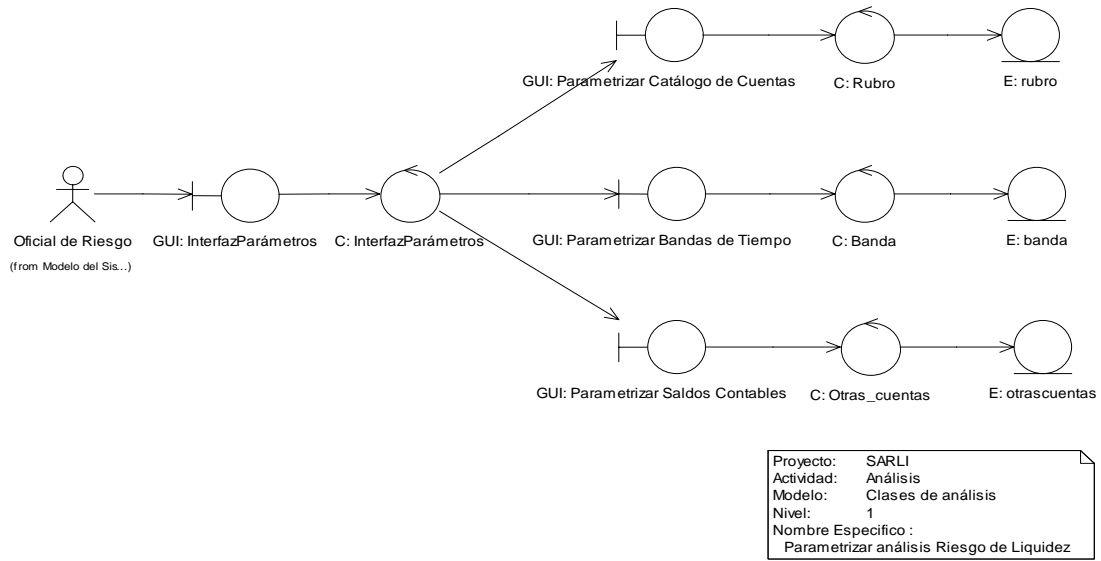 GUI: Parametrizar Catálogo de Cuentas
C: Rubro
E: rubro
Oficial de Riesgo
(from Modelo del Sis...)
GUI: InterfazParámetros
C: InterfazParámetros
GUI: Parametrizar Bandas de Tiempo
C: Banda
E: banda
GUI: Parametrizar Saldos Contables
C: Otras_cuentas
E: otrascuentas
Proyecto: SARLI
Actividad: Análisis
Modelo: Clases de análisis
Nivel: 1
Nombre Especifico :
Parametrizar análisis Riesgo de Liquidez